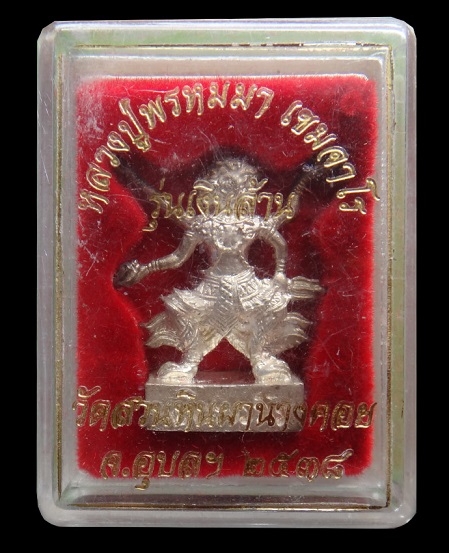 หลวงปู่พรหมมา เขมจาโร
รุ่นเงินล้าน
วัดสวนหินผานางคอย
จ.อุบลฯ ๒๕๓๘